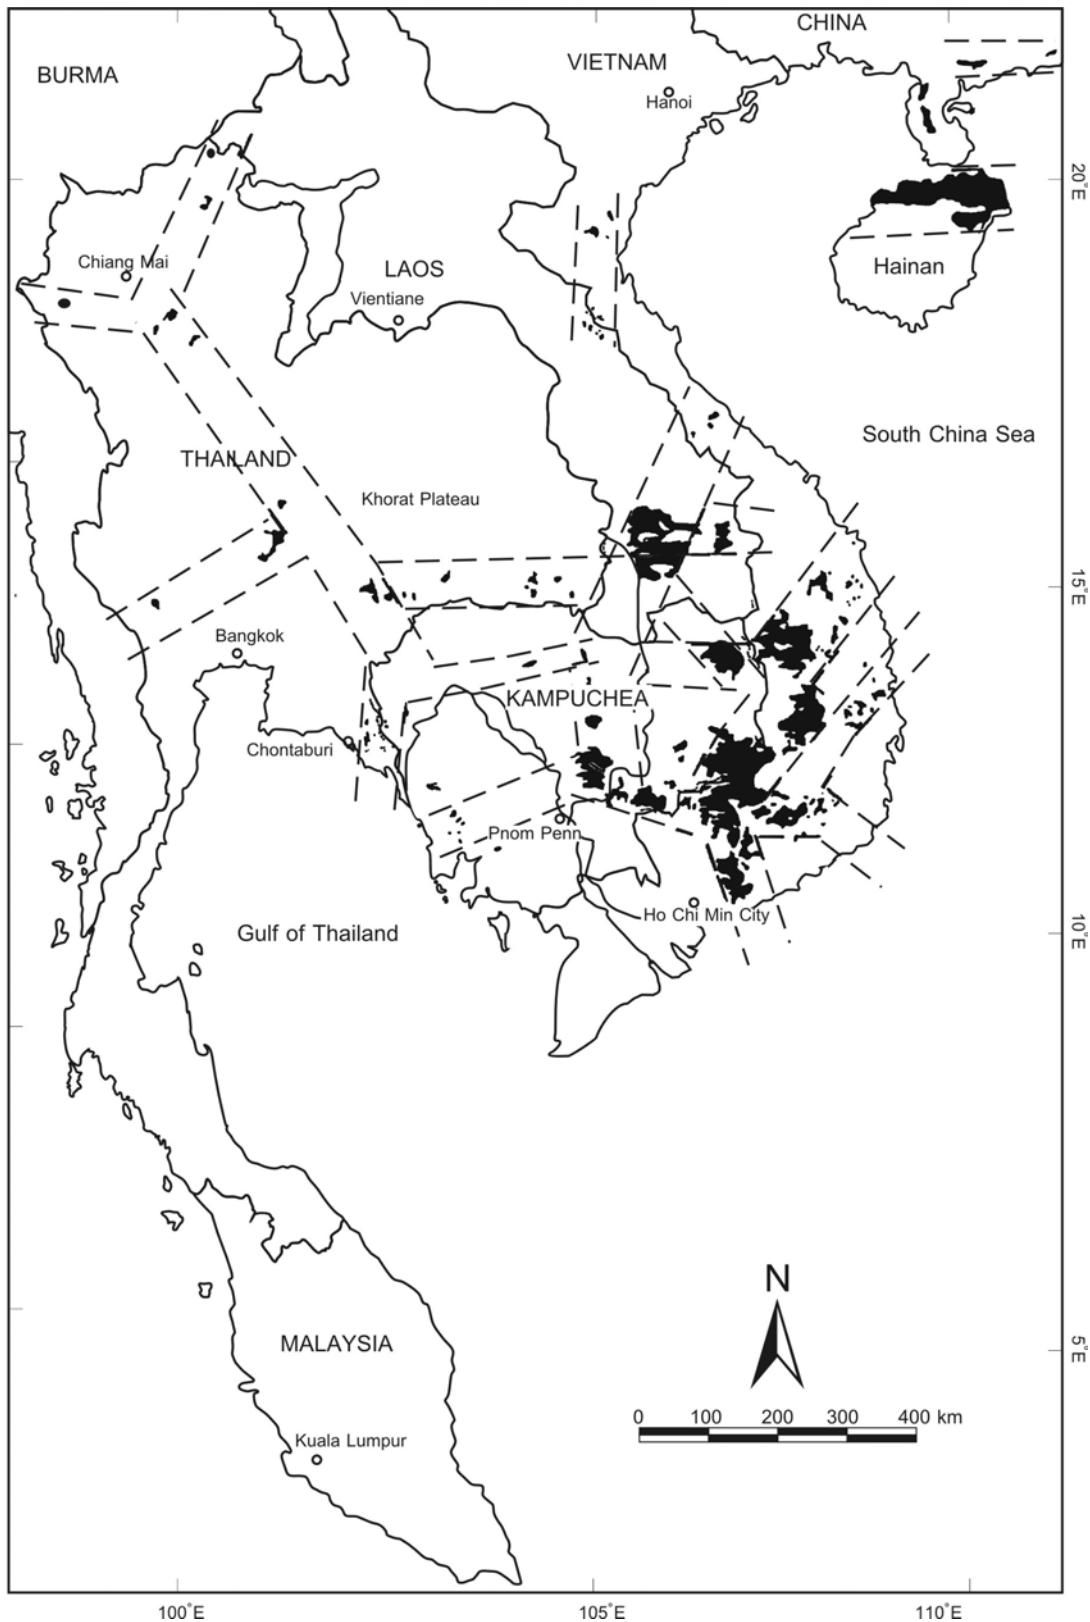 CHINA
VIETNAM
BURMA
Hanoi
20°E
Chiang Mai
LAOS
Hainan
Vientiane
South China Sea
THAILAND
Khorat Plateau
15°E
Bangkok
KAMPUCHEA
Chontaburi
Pnom Penn
Ho Chi Min City
Gulf of Thailand
10°E
N
MALAYSIA
5°E
0 100 200 300 400 km
Kuala Lumpur
100°E 105°E 110°E